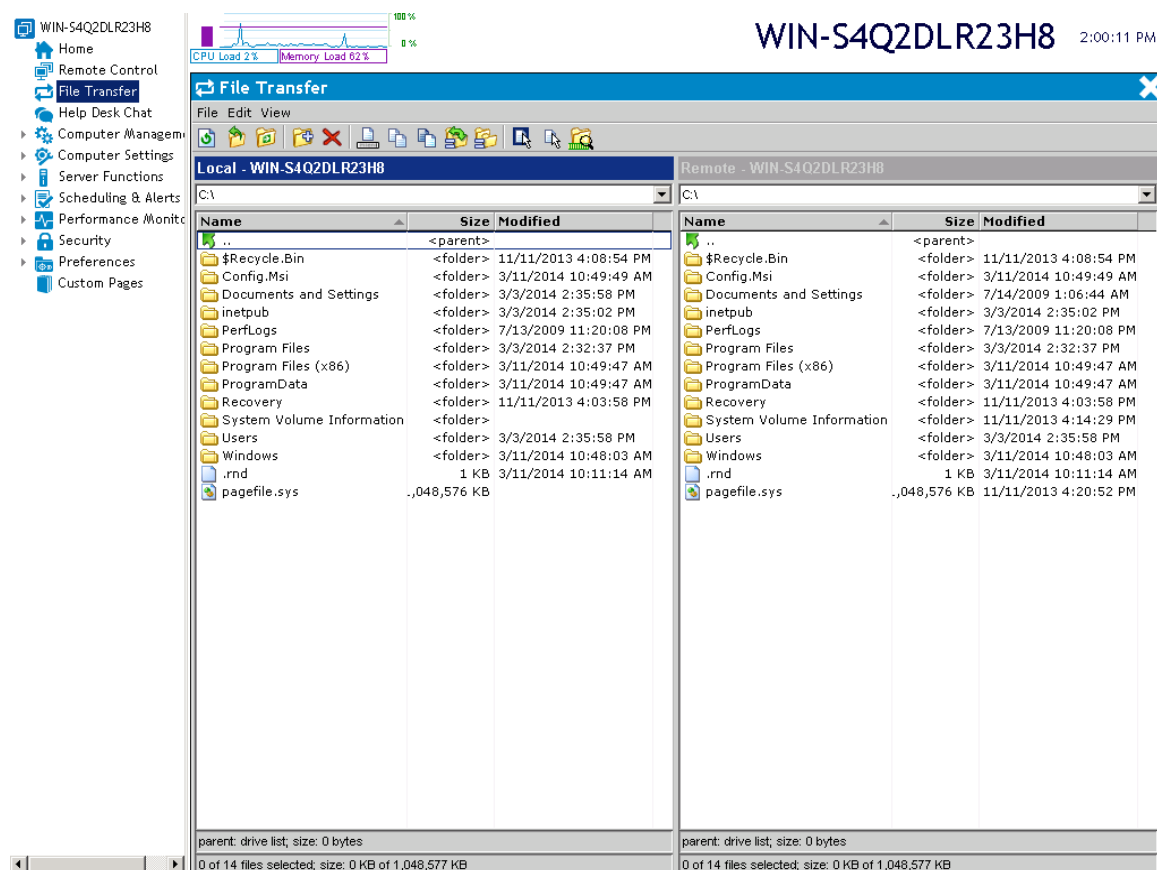 WIN-S4Q2DLR23H8
Home
Remote Control
File Transfer
Help Desk Chat
Computer Managem
Computer Settings
Server Functions
Scheduling & Alerts
Performance Monito
Security
Preferences
Custom Pages
100 %
0 %
CPU Load 2% Memory Load 62%
WIN-S4Q2DLR23H8 2:00:11 PM
File Transfer
File Edit View
Local - WIN-S4Q2DLR23H8
C:\
Name Size Modified
.. <parent>
$Recycle.Bin <folder> 11/11/2013 4:08:54 PM
Config.Msi <folder> 3/11/2014 10:49:49 AM
Documents and Settings <folder> 3/3/2014 2:35:58 PM
inetpub <folder> 3/3/2014 2:35:02 PM
PerfLogs <folder> 7/13/2009 11:20:08 PM
Program Files <folder> 3/3/2014 2:32:37 PM
Program Files (x86) <folder> 3/11/2014 10:49:47 AM
ProgramData <folder> 3/11/2014 10:49:47 AM
Recovery <folder> 11/11/2013 4:03:58 PM
System Volume Information <folder>
Users <folder> 3/3/2014 2:35:58 PM
Windows <folder> 3/11/2014 10:48:03 AM
.rnd 1 KB 3/11/2014 10:11:14 AM
pagefile.sys .,048,576 KB
parent: drive list; size: 0 bytes
0 of 14 files selected; size: 0 KB of 1,048,577 KB
Remote - WIN-S4Q2DLR23H8
C:\
Name Size Modified
.. <parent>
$Recycle.Bin <folder> 11/11/2013 4:08:54 PM
Config.Msi <folder> 3/11/2014 10:49:49 AM
Documents and Settings <folder> 7/14/2009 1:06:44 AM
inetpub <folder> 3/3/2014 2:35:02 PM
PerfLogs <folder> 7/13/2009 11:20:08 PM
Program Files <folder> 3/3/2014 2:32:37 PM
Program Files (x86) <folder> 3/11/2014 10:49:47 AM
ProgramData <folder> 3/11/2014 10:49:47 AM
Recovery <folder> 11/11/2013 4:03:58 PM
System Volume Information <folder> 11/11/2013 4:14:29 PM
Users <folder> 3/3/2014 2:35:58 PM
Windows <folder> 3/11/2014 10:48:03 AM
.rnd 1 KB 3/11/2014 10:11:14 AM
pagefile.sys .,048,576 KB 11/11/2013 4:20:52 PM
parent: drive list; size: 0 bytes
0 of 14 files selected; size: 0 KB of 1,048,577 KB